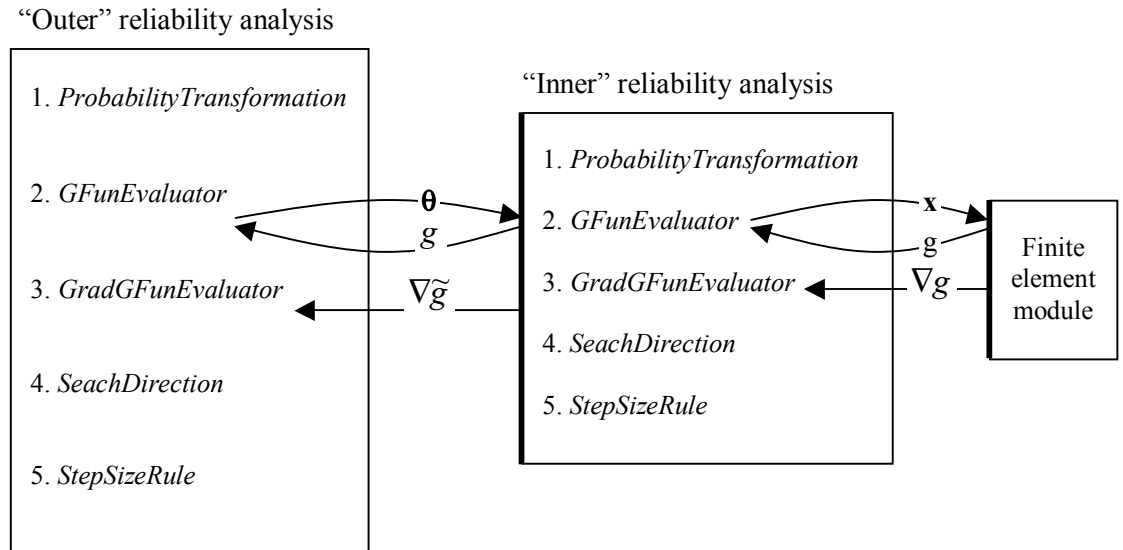 “Outer” reliability analysis
1. ProbabilityTransformation
2. GFunEvaluator
3. GradGFunEvaluator
4. SeachDirection
5. StepSizeRule
θ
g
∇g̃
“Inner” reliability analysis
1. ProbabilityTransformation
2. GFunEvaluator
3. GradGFunEvaluator
4. SeachDirection
5. StepSizeRule
x
g
∇g
Finite
element
module